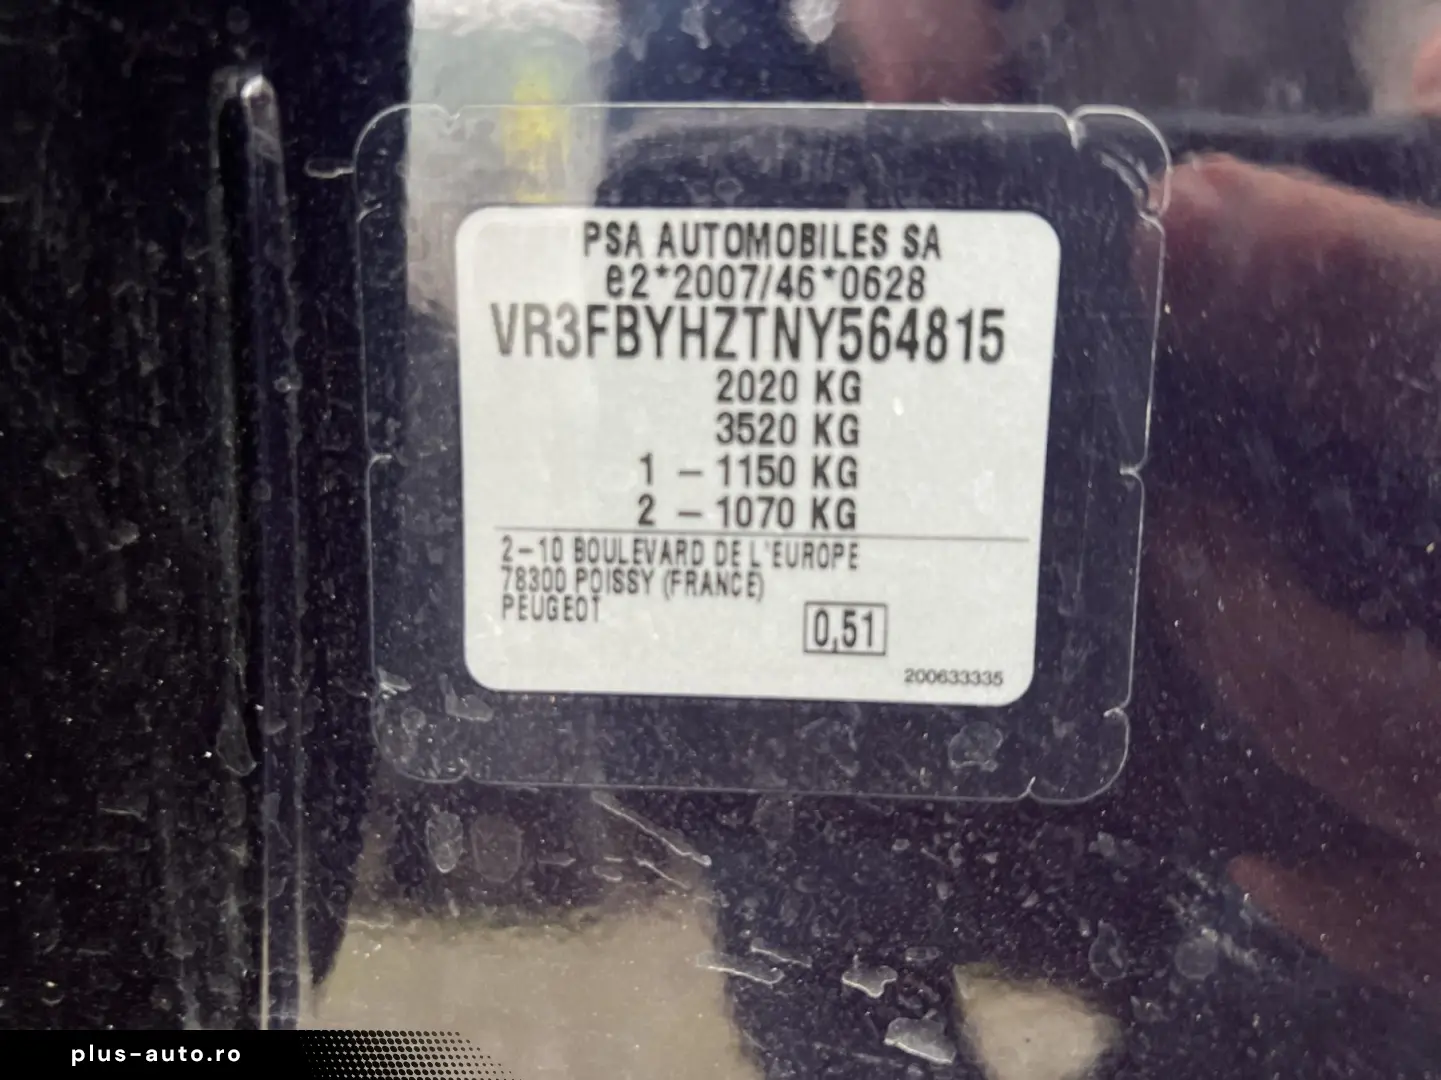 PSA AUTOMOBILES SA
e2*2007/46*0628
VR3FBYHZTNY564815
2020 KG
3520 KG
1 – 1150 KG
2 – 1070 KG
2-10 BOULEVARD DE L'EUROPE
78300 POISSY (FRANCE)
PEUGEOT
0,51
200633335
plus-auto.ro